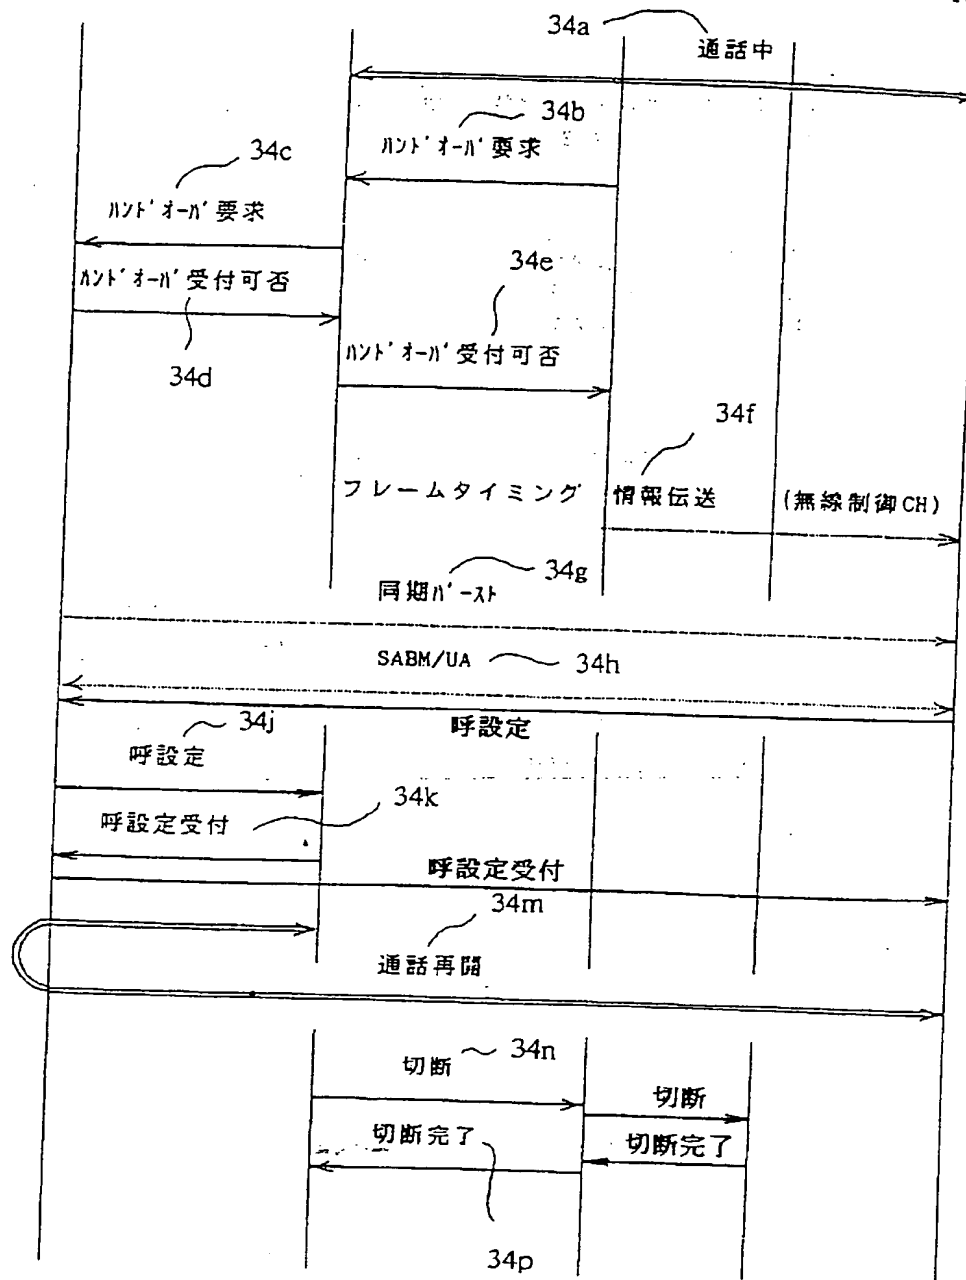 34a
通話中
34b
ﾊﾝﾄﾞｵｰﾊﾞ要求
34c
ﾊﾝﾄﾞｵｰﾊﾞ要求
34e
ﾊﾝﾄﾞｵｰﾊﾞ受付可否
34d
ﾊﾝﾄﾞｵｰﾊﾞ受付可否
34f
フレームタイミング 情報伝送 (無線制御CH)
34g
同期ﾊﾞｰｽﾄ
SABM/UA 34h
34j
呼設定
呼設定
34k
呼設定受付
呼設定受付
34m
通話再開
34n
切断
切断
切断完了
切断完了
34p